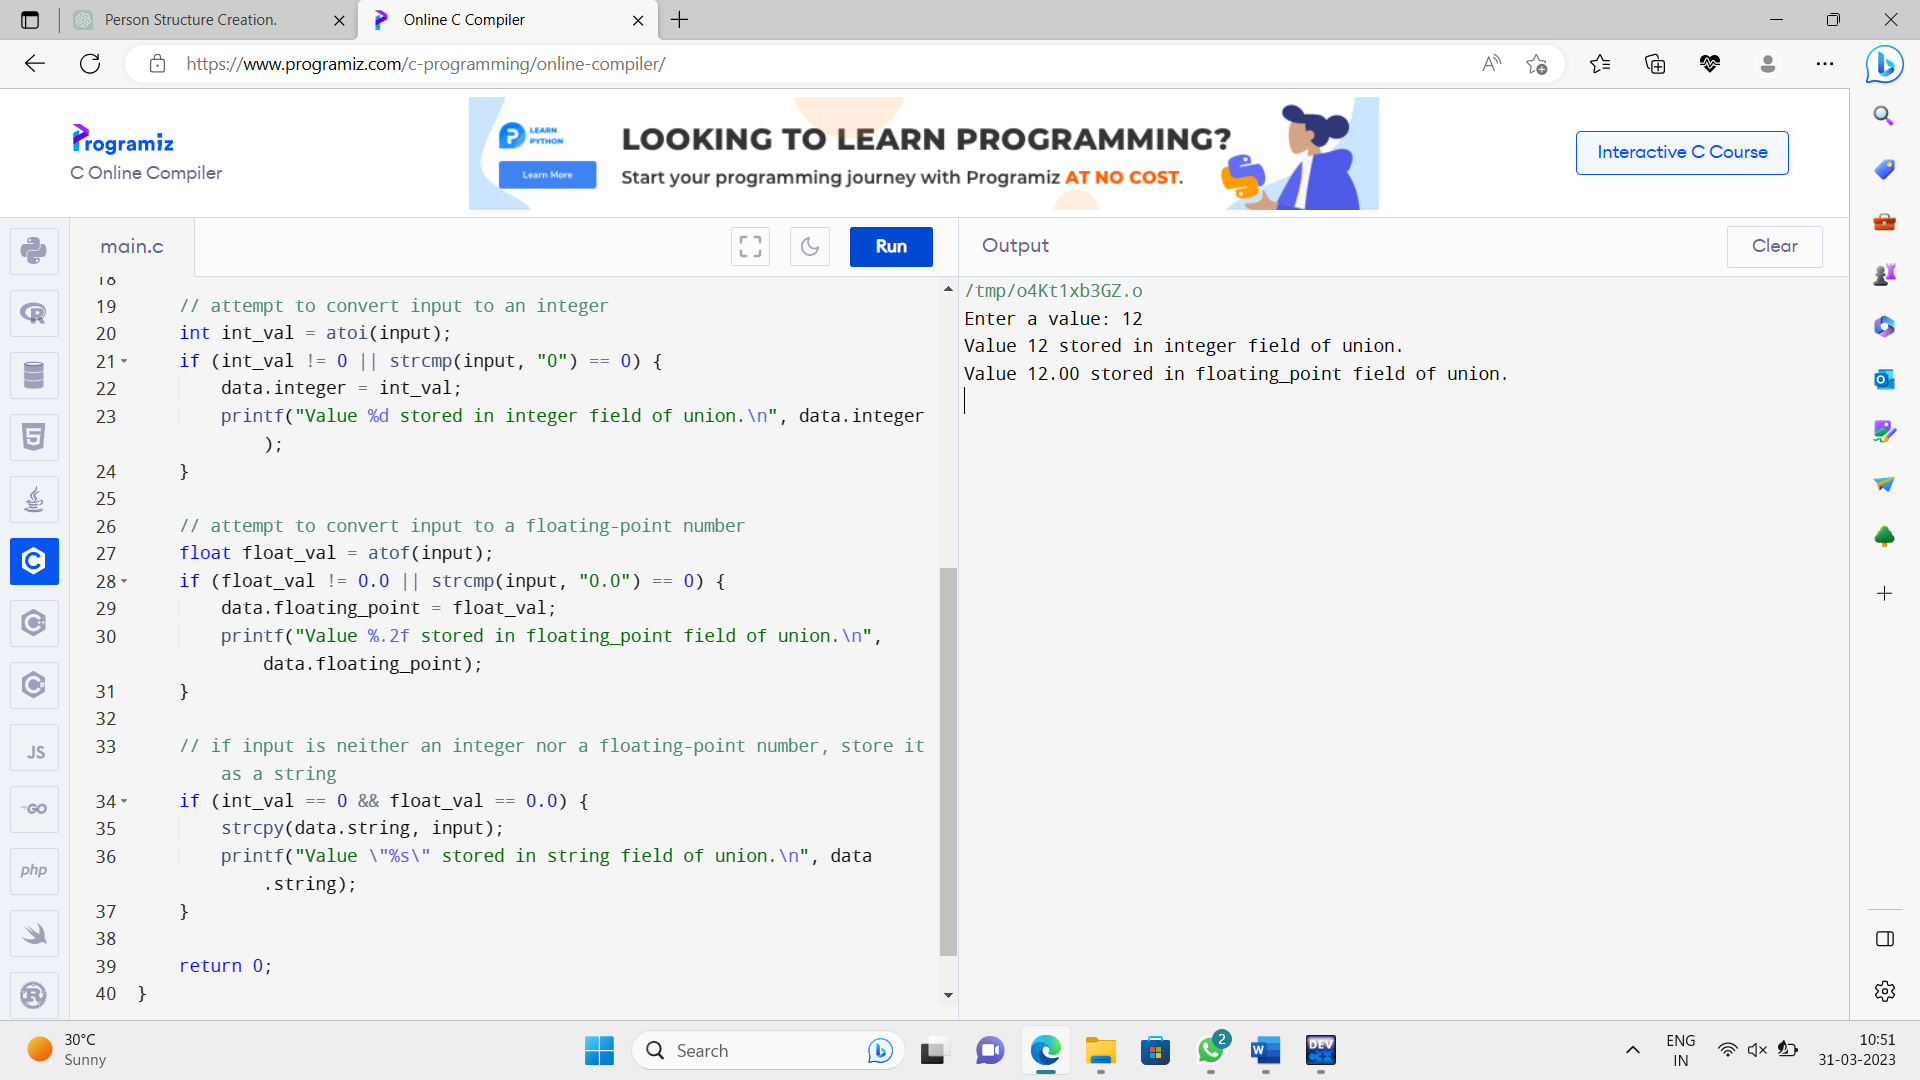 Person Structure Creation.
Online C Compiler
https://www.programiz.com/c-programming/online-compiler/
Programiz
C Online Compiler
LEARN
PYTHON
Learn More
LOOKING TO LEARN PROGRAMMING?
Start your programming journey with Programiz AT NO COST.
Interactive C Course
main.c
Run
Output
Clear
18
19 // attempt to convert input to an integer
20 int int_val = atoi(input);
21 if (int_val != 0 || strcmp(input, "0") == 0) {
22 data.integer = int_val;
23 printf("Value %d stored in integer field of union.\n", data.integer
);
24 }
25
26 // attempt to convert input to a floating-point number
27 float float_val = atof(input);
28 if (float_val != 0.0 || strcmp(input, "0.0") == 0) {
29 data.floating_point = float_val;
30 printf("Value %.2f stored in floating_point field of union.\n",
data.floating_point);
31 }
32
33 // if input is neither an integer nor a floating-point number, store it
as a string
34 if (int_val == 0 && float_val == 0.0) {
35 strcpy(data.string, input);
36 printf("Value \"%s\" stored in string field of union.\n", data
.string);
37 }
38
39 return 0;
40 }
/tmp/o4Kt1xb3GZ.o
Enter a value: 12
Value 12 stored in integer field of union.
Value 12.00 stored in floating_point field of union.
R
5
C
JS
GO
php
30°C
Sunny
Search
2
W
DEV
ENG
IN
10:51
31-03-2023